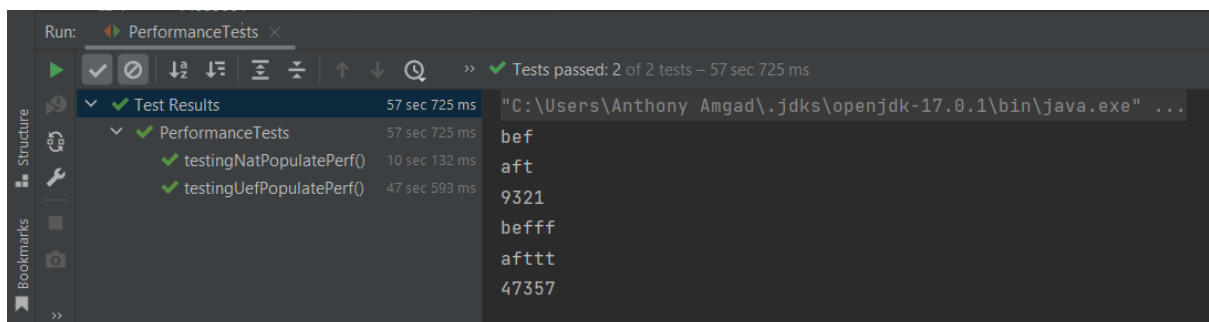 Run: PerformanceTests ×
Tests passed: 2 of 2 tests – 57 sec 725 ms
Test Results 57 sec 725 ms
PerformanceTests 57 sec 725 ms
testingNatPopulatePerf() 10 sec 132 ms
testingUefPopulatePerf() 47 sec 593 ms
"C:\Users\Anthony Amgad\.jdks\openjdk-17.0.1\bin\java.exe" ...
bef
aft
9321
befff
afttt
47357
Structure
Bookmarks